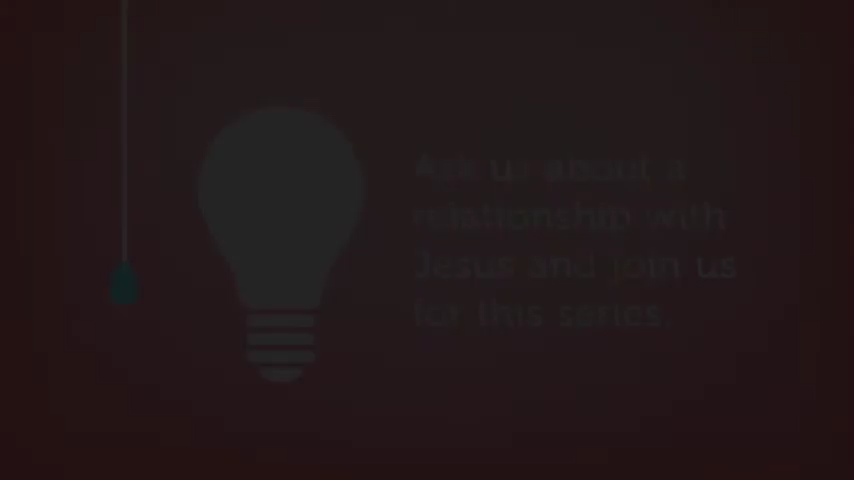 Ask us about a
relationship with
Jesus and join us
for this series